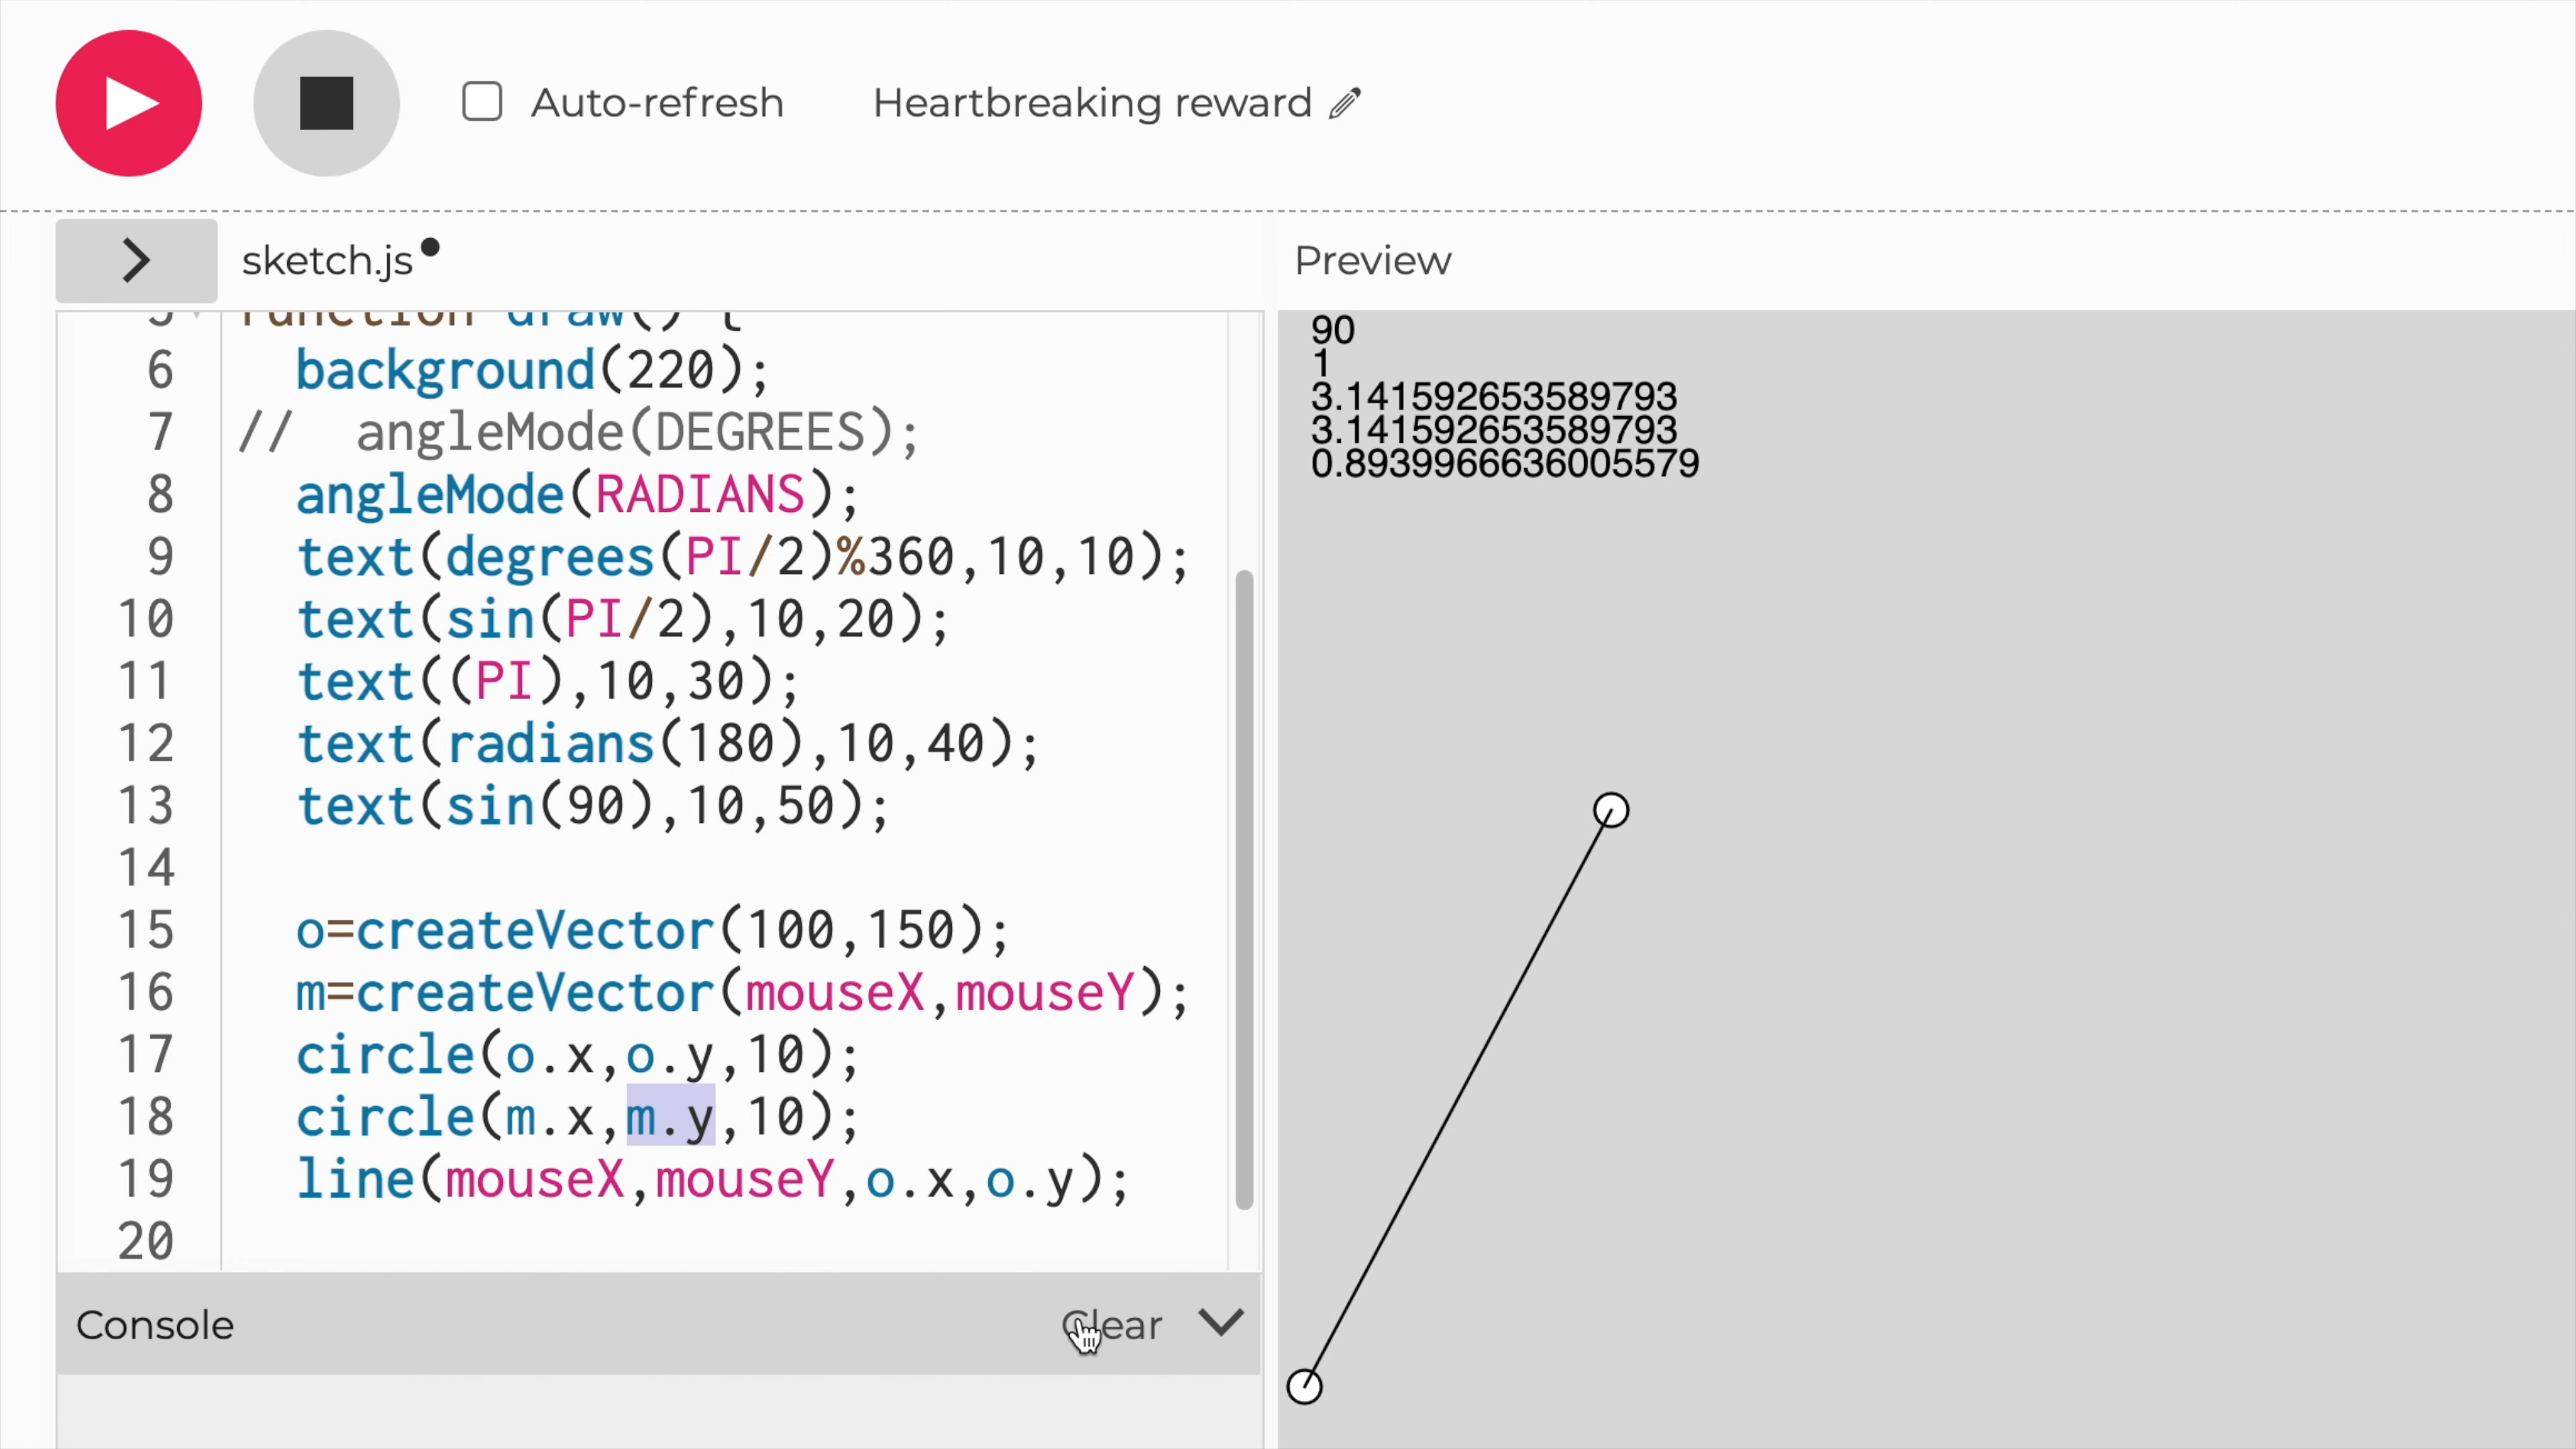 Auto-refresh
Heartbreaking reward
sketch.js
Preview
5 function draw() {
6 background(220);
7 // angleMode(DEGREES);
8 angleMode(RADIANS);
9 text(degrees(PI/2)%360,10,10);
10 text(sin(PI/2),10,20);
11 text((PI),10,30);
12 text(radians(180),10,40);
13 text(sin(90),10,50);
14
15 o=createVector(100,150);
16 m=createVector(mouseX,mouseY);
17 circle(o.x,o.y,10);
18 circle(m.x,m.y,10);
19 line(mouseX,mouseY,o.x,o.y);
20
Console
Clear
90
1
3.141592653589793
3.141592653589793
0.8939966636005579